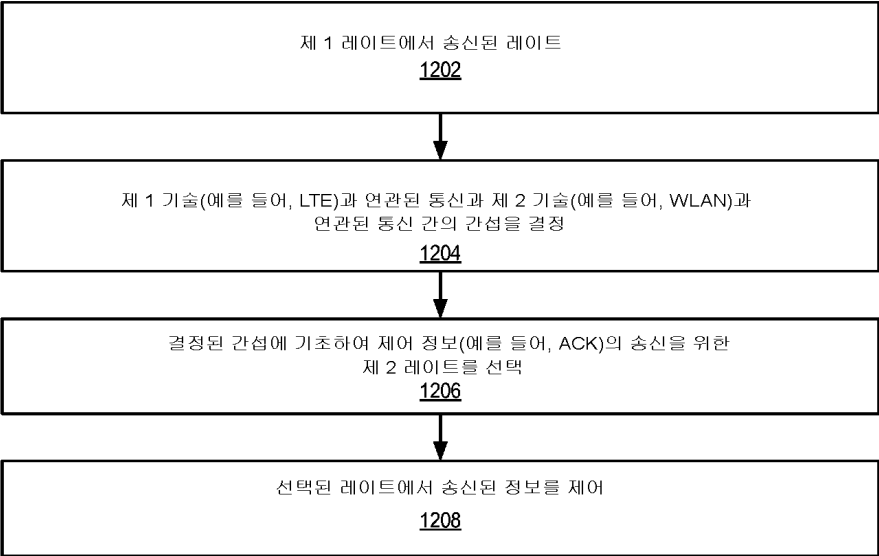 제 1 레이트에서 송신된 레이트
1202
제 1 기술(예를 들어, LTE)과 연관된 통신과 제 2 기술(예를 들어, WLAN)과
연관된 통신 간의 간섭을 결정
1204
결정된 간섭에 기초하여 제어 정보(예를 들어, ACK)의 송신을 위한
제 2 레이트를 선택
1206
선택된 레이트에서 송신된 정보를 제어
1208